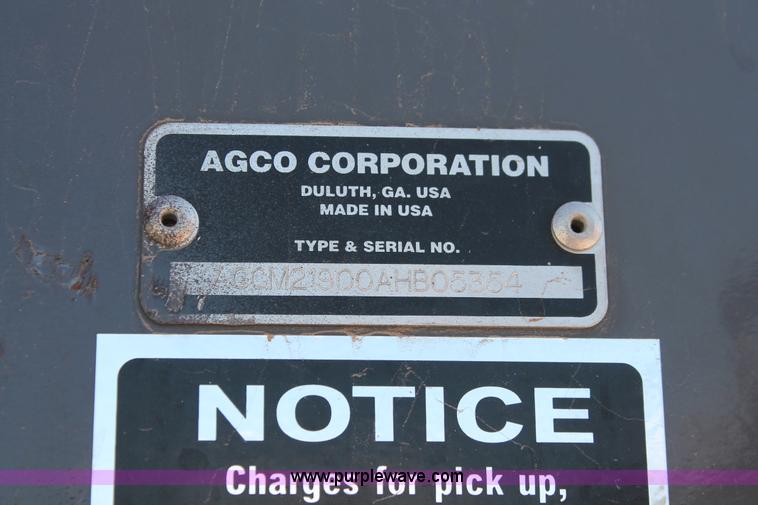 AGCO CORPORATION
DULUTH, GA. USA
MADE IN USA
TYPE & SERIAL NO.
AGCM21900AHB05354
NOTICE
Charges for pick up,
www.purplewave.com